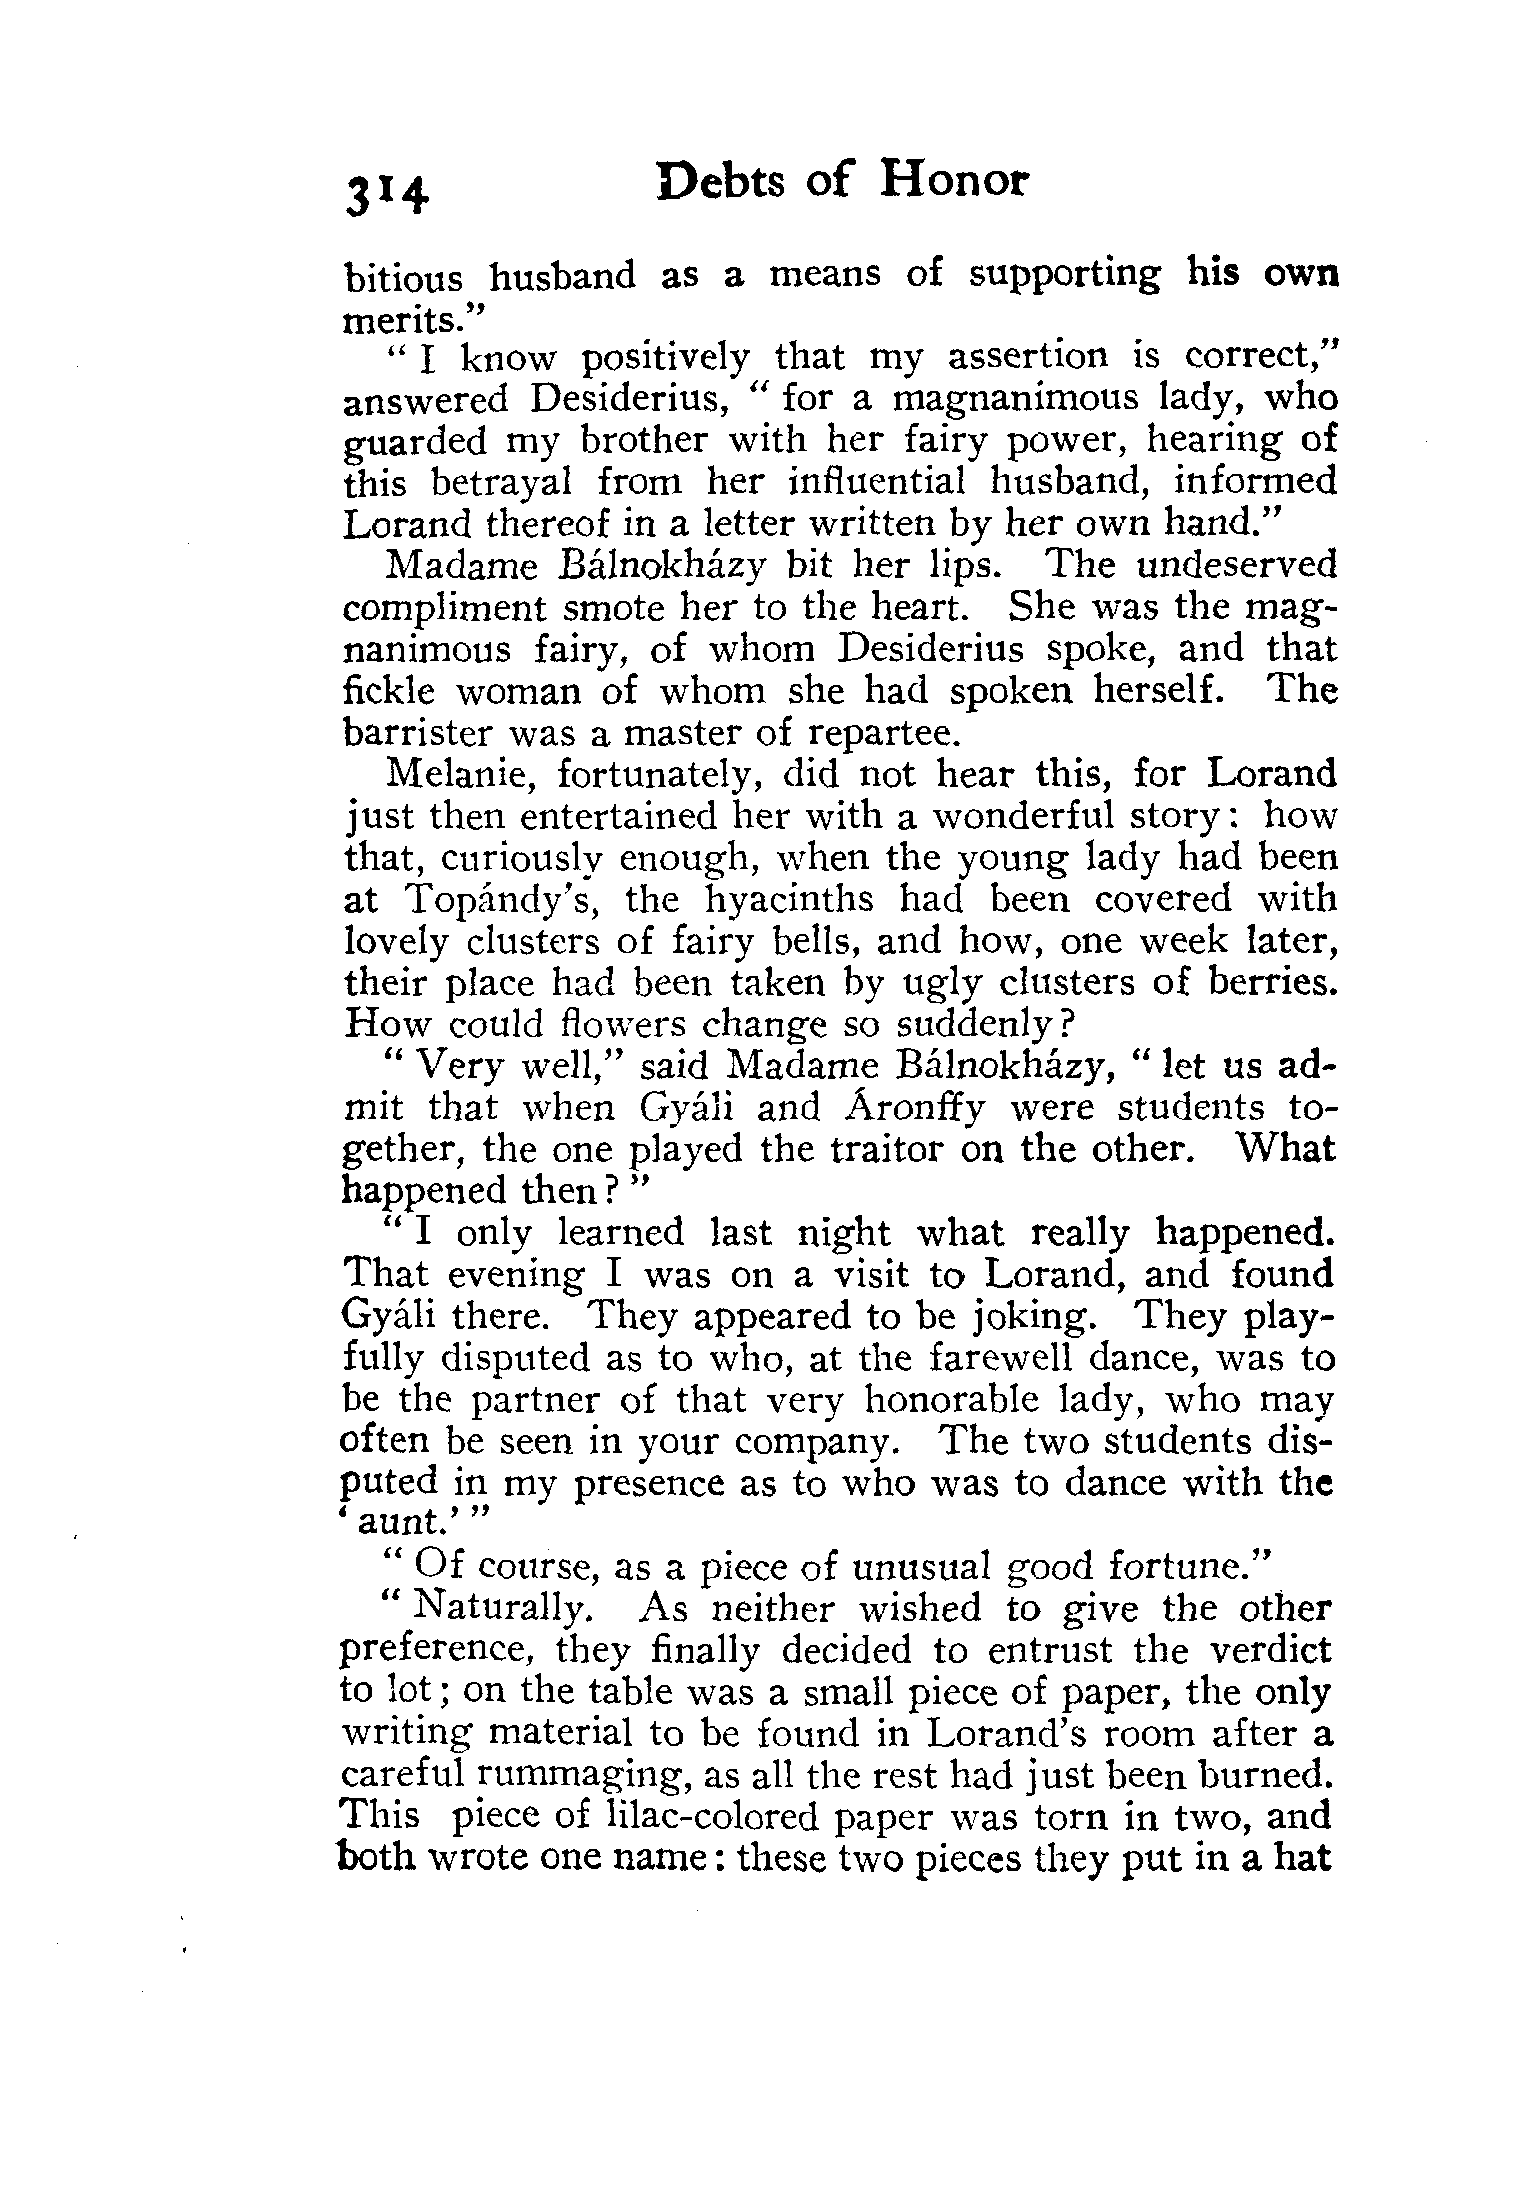 314 Debts of Honor
bitious husband as a means of supporting his own
merits."
" I know positively that my assertion is correct,"
answered Desiderius, " for a magnanimous lady, who
guarded my brother with her fairy power, hearing of
this betrayal from her influential husband, informed
Lorand thereof in a letter written by her own hand."
Madame Bálnokházy bit her lips. The undeserved
compliment smote her to the heart. She was the mag-
nanimous fairy, of whom Desiderius spoke, and that
fickle woman of whom she had spoken herself. The
barrister was a master of repartee.
Melanie, fortunately, did not hear this, for Lorand
just then entertained her with a wonderful story: how
that, curiously enough, when the young lady had been
at Topándy's, the hyacinths had been covered with
lovely clusters of fairy bells, and how, one week later,
their place had been taken by ugly clusters of berries.
How could flowers change so suddenly?
" Very well," said Madame Bálnokházy, " let us ad-
mit that when Gyáli and Áronffy were students to-
gether, the one played the traitor on the other. What
happened then? "
" I only learned last night what really happened.
That evening I was on a visit to Lorand, and found
Gyáli there. They appeared to be joking. They play-
fully disputed as to who, at the farewell dance, was to
be the partner of that very honorable lady, who may
often be seen in your company. The two students dis-
puted in my presence as to who was to dance with the
' aunt.' "
" Of course, as a piece of unusual good fortune."
" Naturally. As neither wished to give the other
preference, they finally decided to entrust the verdict
to lot; on the table was a small piece of paper, the only
writing material to be found in Lorand's room after a
careful rummaging, as all the rest had just been burned.
This piece of lilac-colored paper was torn in two, and
both wrote one name: these two pieces they put in a hat